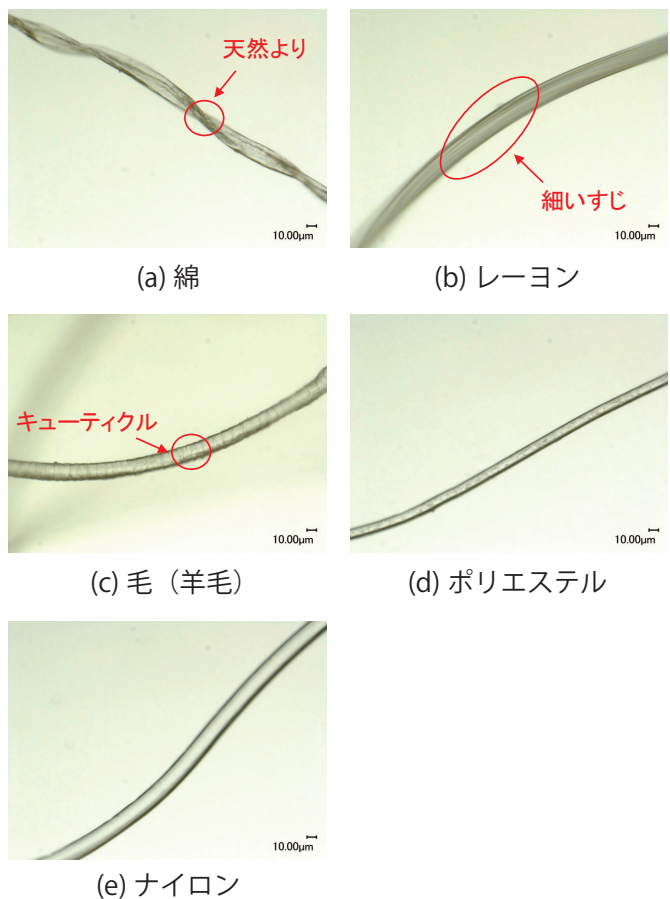 天然より
10.00μm
(a) 綿
細いすじ
10.00μm
(b) レーヨン
キューティクル
10.00μm
(c) 毛（羊毛）
10.00μm
(d) ポリエステル
10.00μm
(e) ナイロン